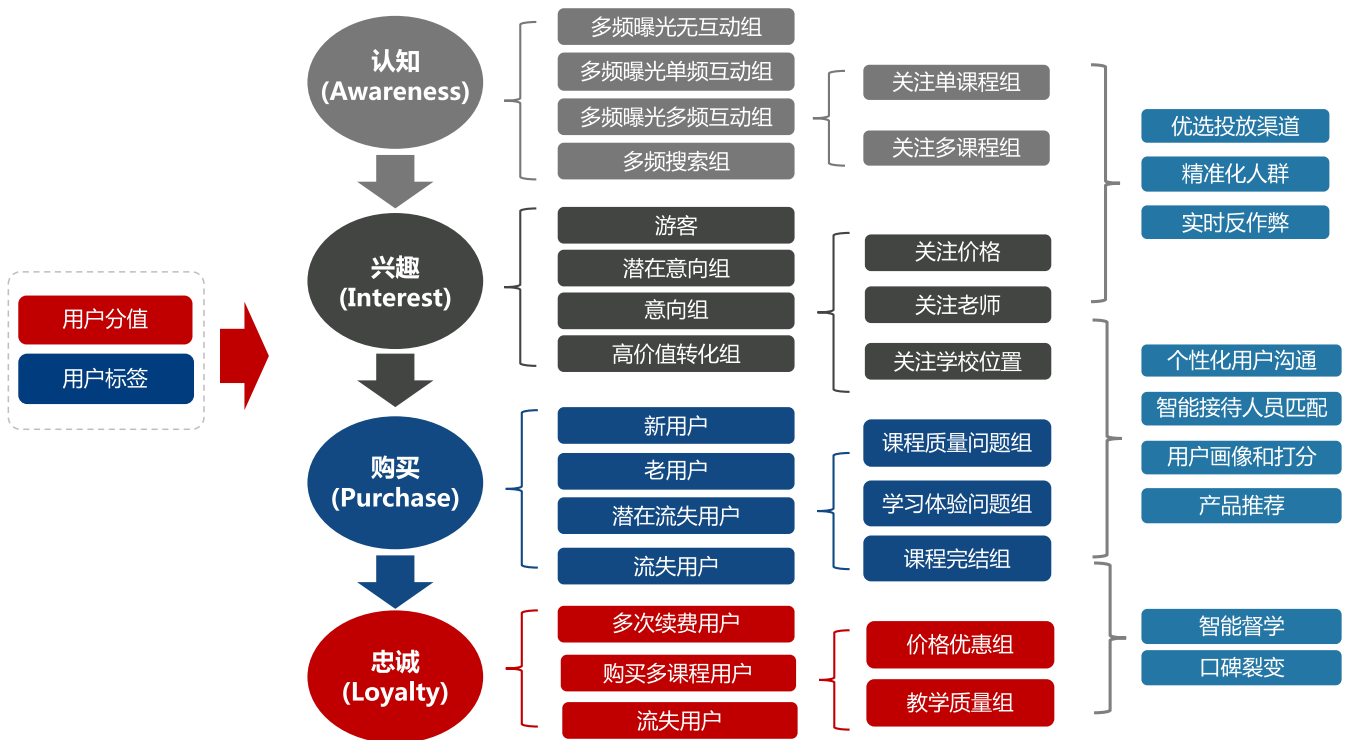 用户分值
用户标签
认知
(Awareness)
多频曝光无互动组
多频曝光单频互动组
多频曝光多频互动组
多频搜索组
关注单课程组
关注多课程组
兴趣
(Interest)
游客
潜在意向组
意向组
高价值转化组
关注价格
关注老师
关注学校位置
购买
(Purchase)
新用户
老用户
潜在流失用户
流失用户
课程质量问题组
学习体验问题组
课程完结组
忠诚
(Loyalty)
多次续费用户
购买多课程用户
流失用户
价格优惠组
教学质量组
优选投放渠道
精准化人群
实时反作弊
个性化用户沟通
智能接待人员匹配
用户画像和打分
产品推荐
智能督学
口碑裂变